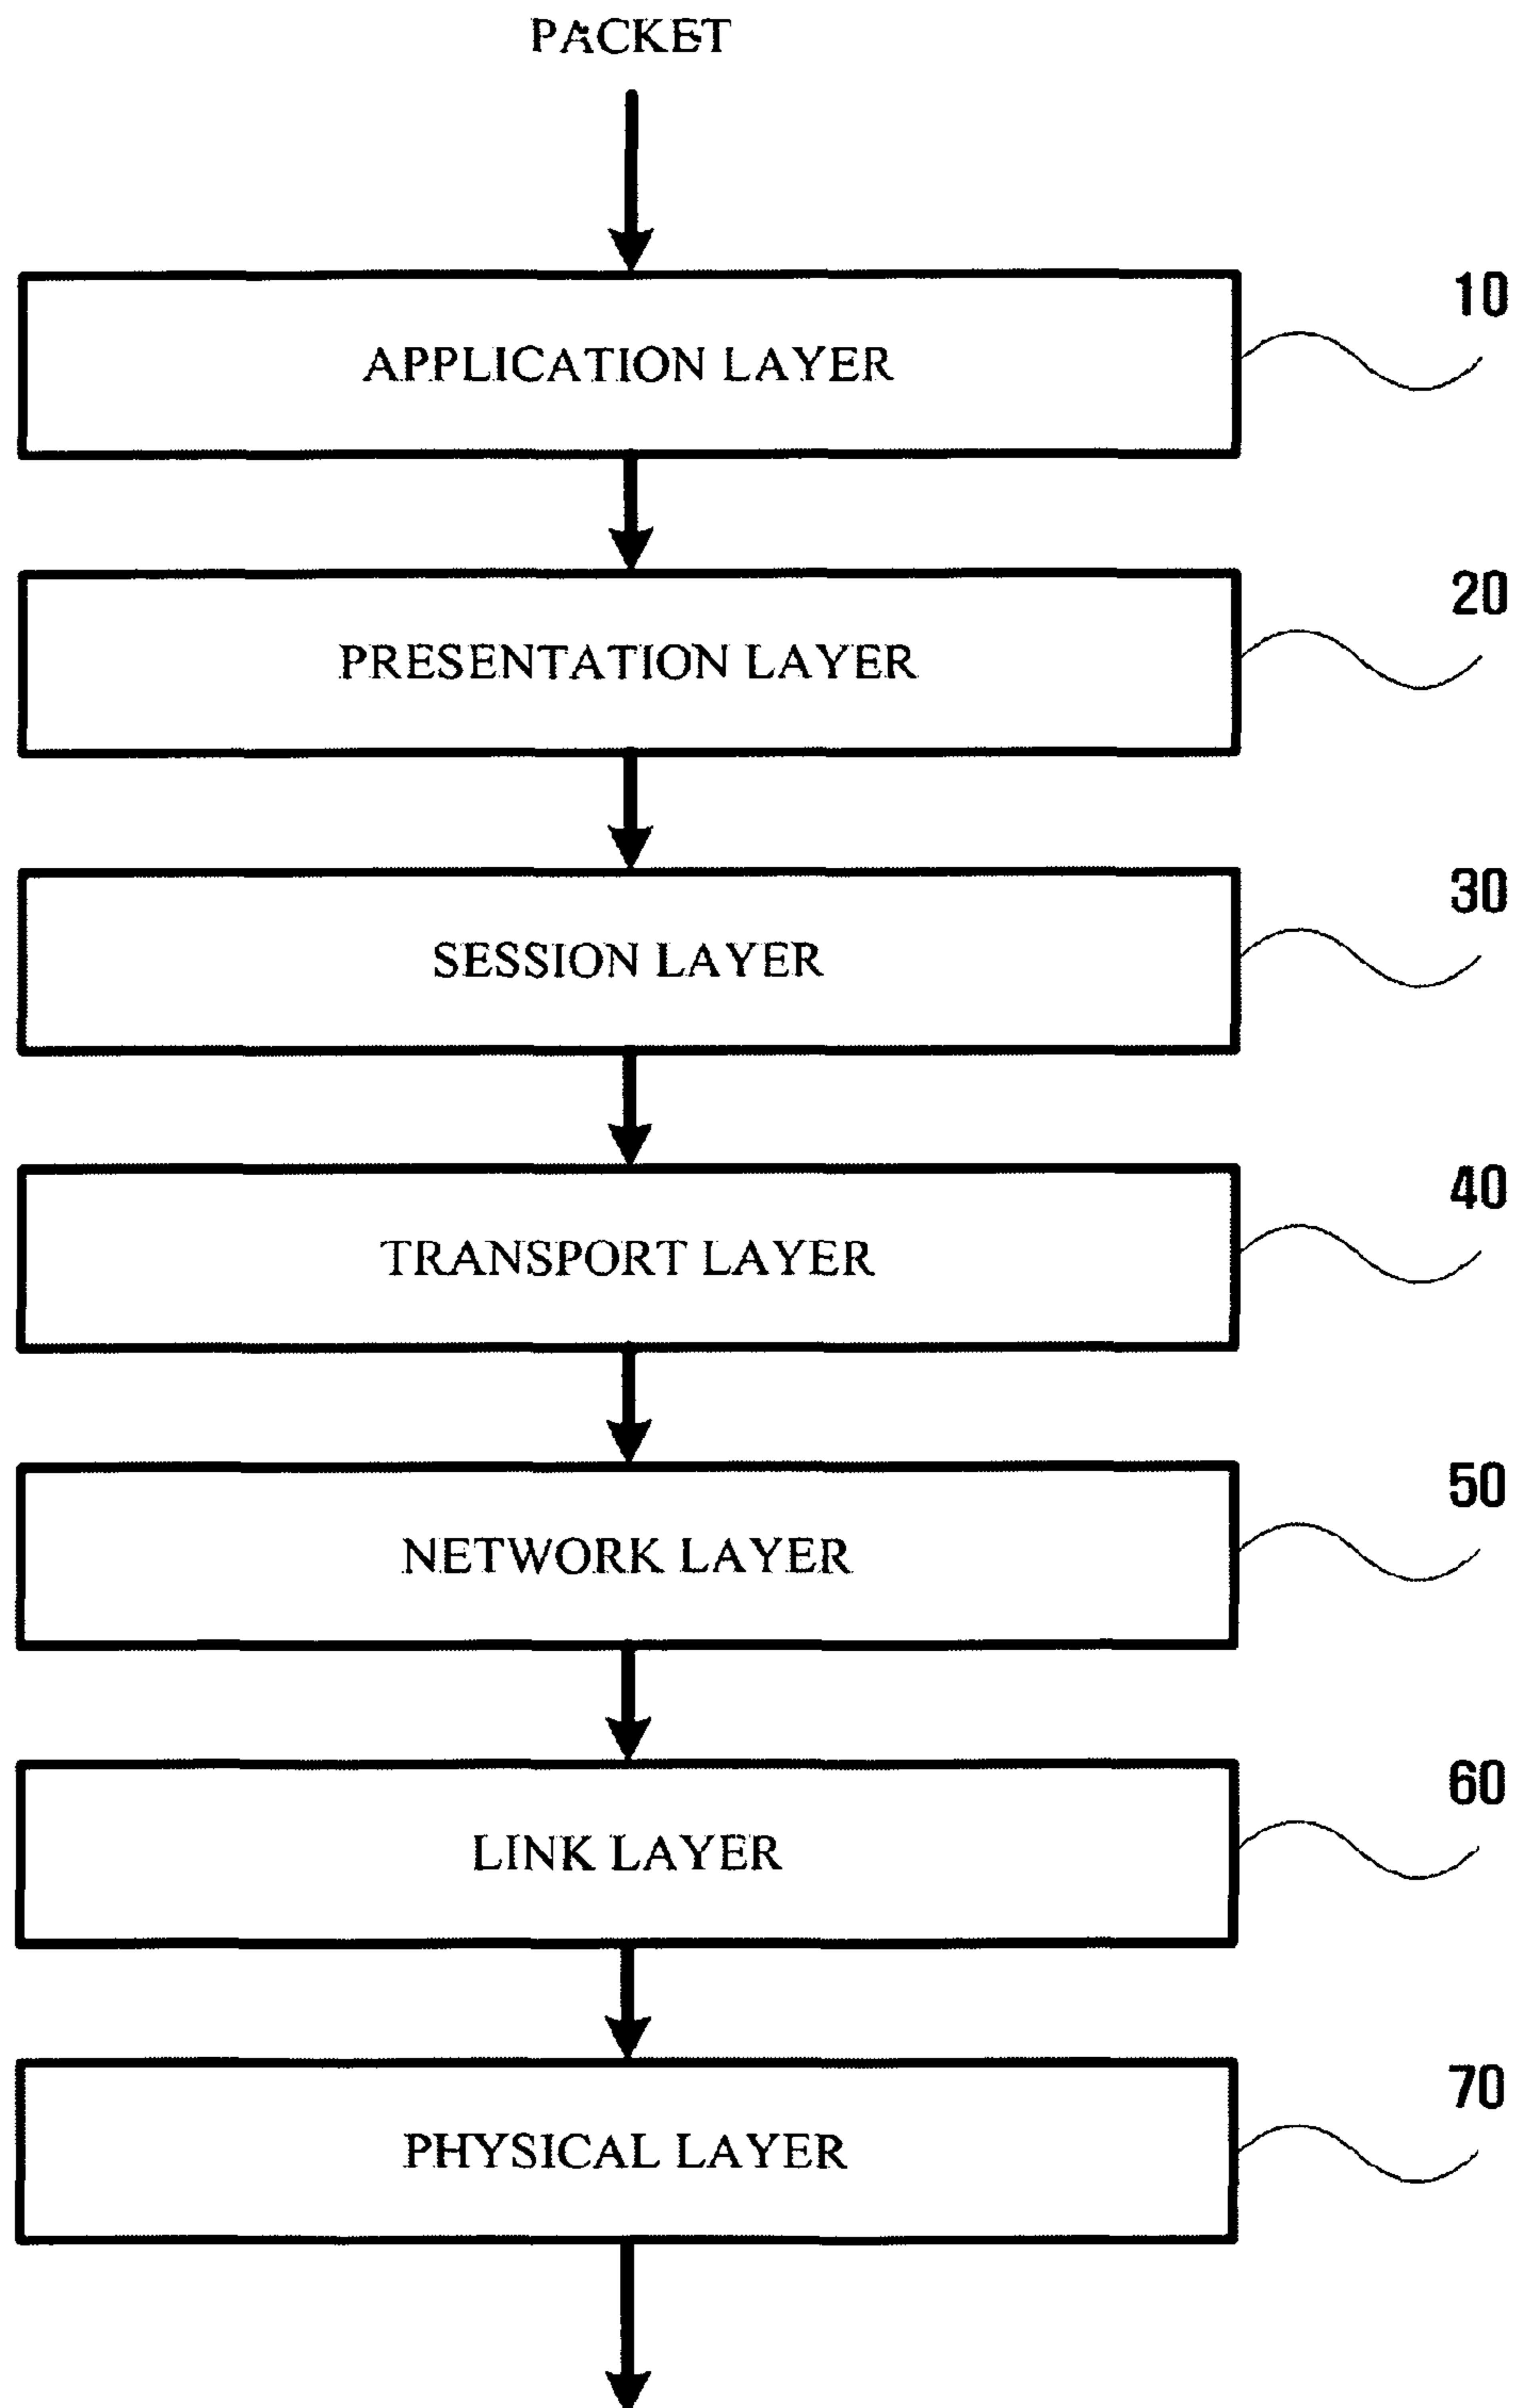 PACKET
10
APPLICATION LAYER
20
PRESENTATION LAYER
30
SESSION LAYER
40
TRANSPORT LAYER
50
NETWORK LAYER
60
LINK LAYER
70
PHYSICAL LAYER